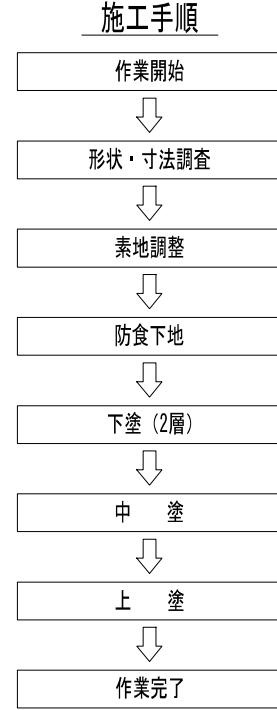 施工手順
作業開始
形状・寸法調査
素地調整
防食下地
下塗（2層）
中　　塗
上　　塗
作業完了